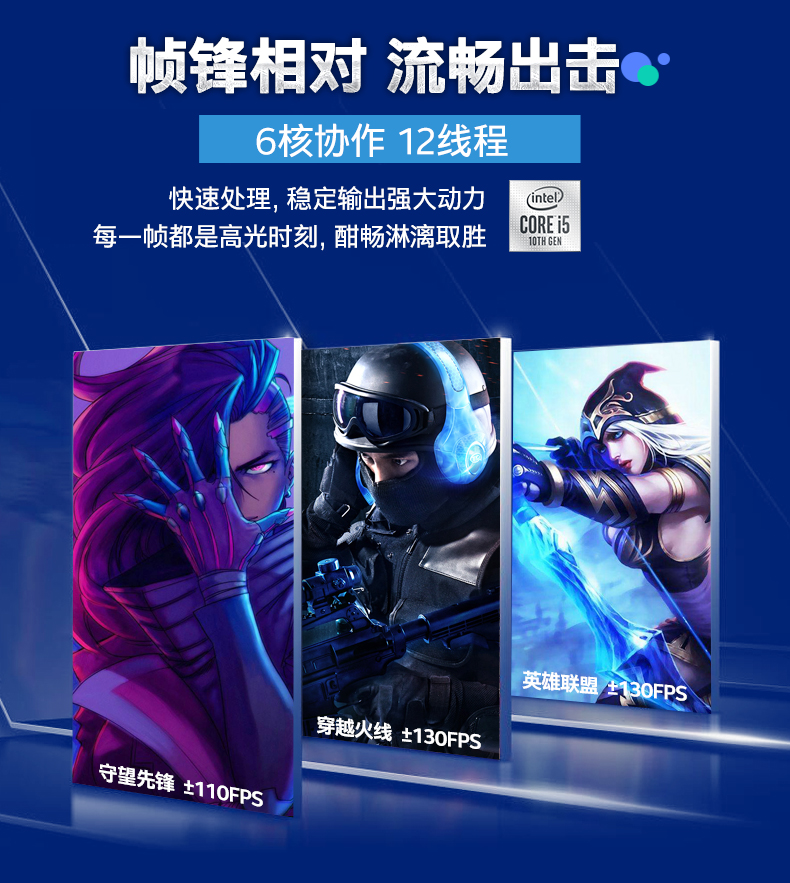 帧锋相对 流畅出击
6核协作 12线程
快速处理, 稳定输出强大动力
每一帧都是高光时刻, 酣畅淋漓取胜
intel
CORE i5
10TH GEN
守望先锋 ±110FPS
穿越火线 ±130FPS
英雄联盟 ±130FPS